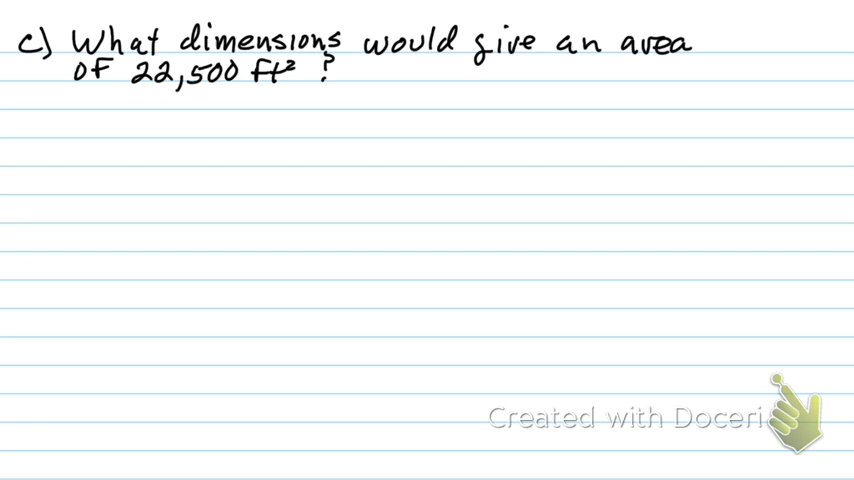 c) What dimensions would give an area
of 22,500 ft² ?
Created with Doceri